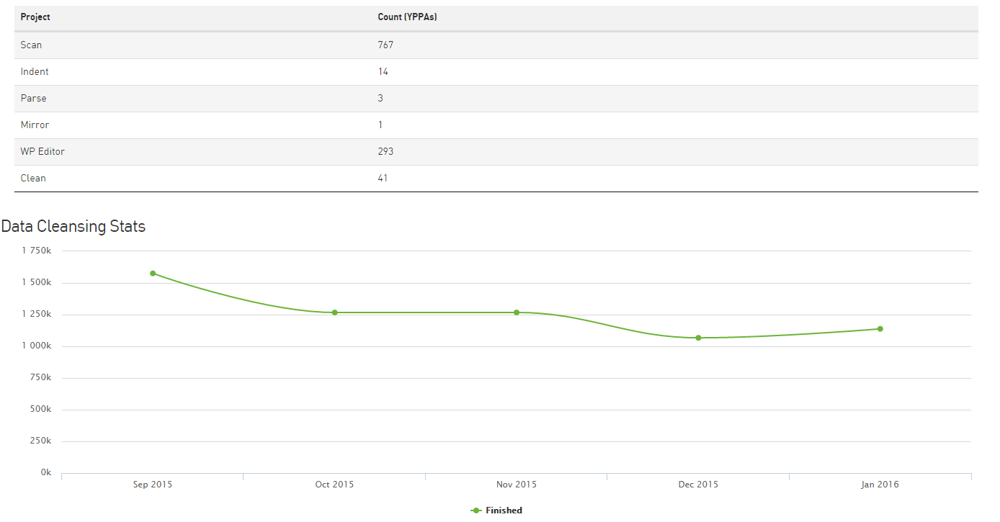 Project Count (YPPAs)
Scan 767
Indent 14
Parse 3
Mirror 1
WP Editor 293
Clean 41
Data Cleansing Stats
1 750k
1 500k
1 250k
1 000k
750k
500k
250k
0k
Sep 2015 Oct 2015 Nov 2015 Dec 2015 Jan 2016
Finished